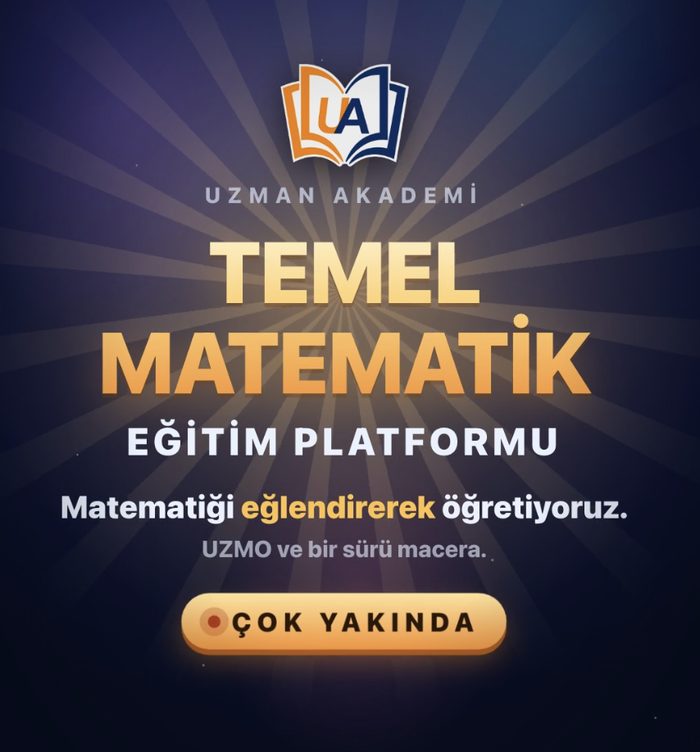 UA
UZMAN AKADEMİ
TEMEL
MATEMATİK
EĞİTİM PLATFORMU
Matematiği eğlendirerek öğretiyoruz.
UZMO ve bir sürü macera.
ÇOK YAKINDA